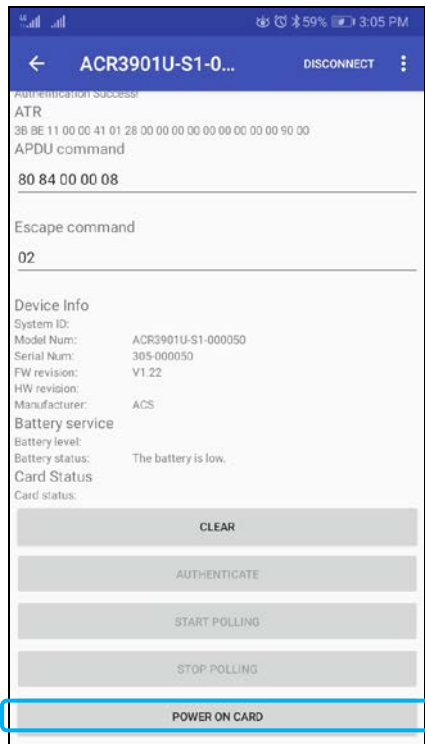 59% 3:05 PM
ACR3901U-S1-0... DISCONNECT
Authentication Success!
ATR
3B BE 11 00 00 41 01 28 00 00 00 00 00 00 00 00 00 90 00
APDU command
80 84 00 00 08
Escape command
02
Device Info
System ID:
Model Num: ACR3901U-S1-000050
Serial Num: 305-000050
FW revision: V1.22
HW revision:
Manufacturer: ACS
Battery service
Battery level:
Battery status: The battery is low.
Card Status
Card status:
CLEAR
AUTHENTICATE
START POLLING
STOP POLLING
POWER ON CARD